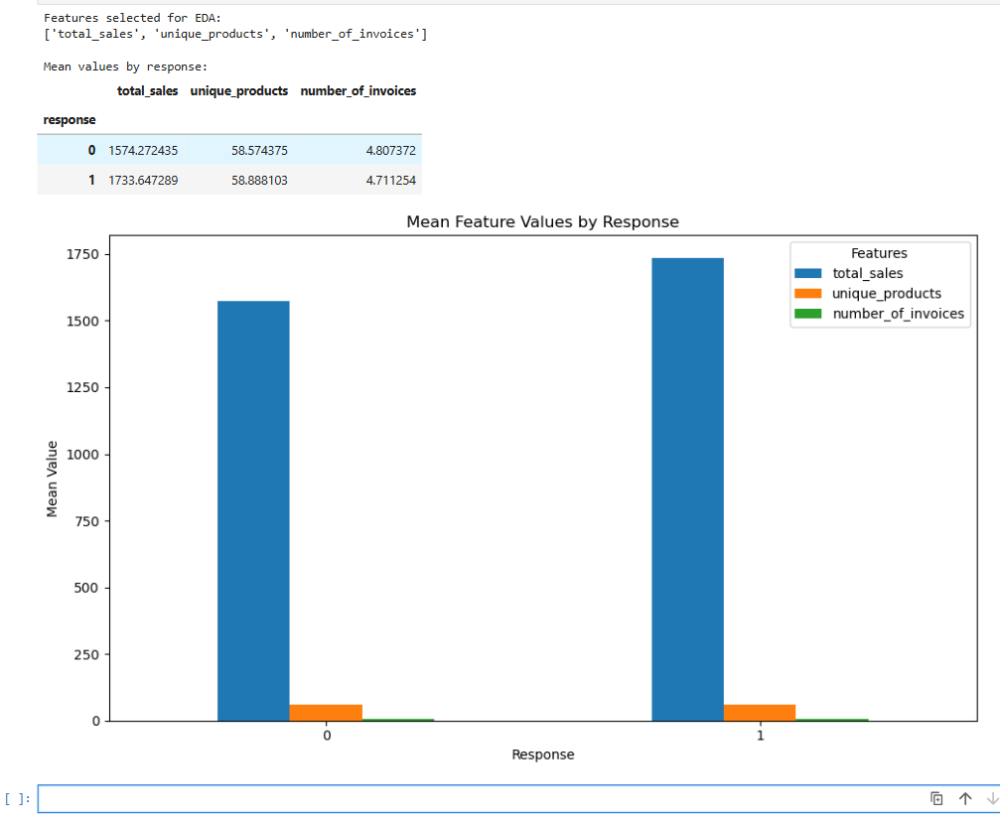 Features selected for EDA:
['total_sales', 'unique_products', 'number_of_invoices']
Mean values by response:
total_sales unique_products number_of_invoices
response
0 1574.272435 58.574375 4.807372
1 1733.647289 58.888103 4.711254
Mean Feature Values by Response
1750
1500
1250
1000
750
500
250
0
Mean Value
Features
total_sales
unique_products
number_of_invoices
0 1
Response
[ ]: